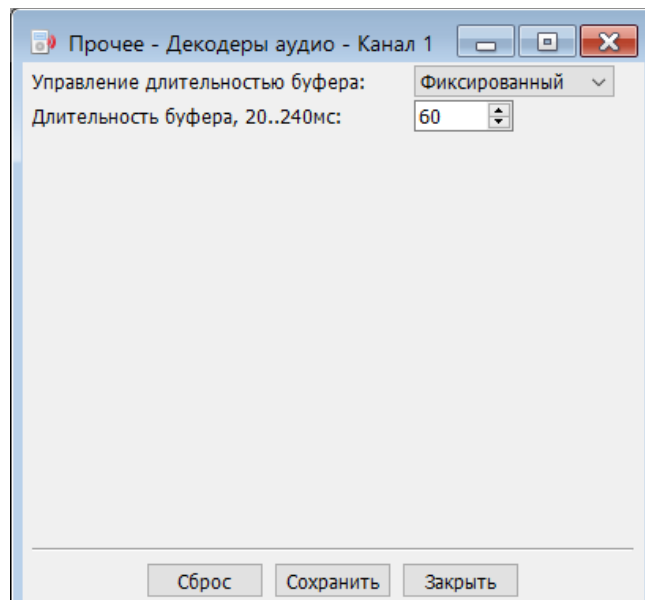 Прочее - Декодеры аудио - Канал 1
Управление длительностью буфера: Фиксированный
Длительность буфера, 20..240мс: 60
Сброс Сохранить Закрыть